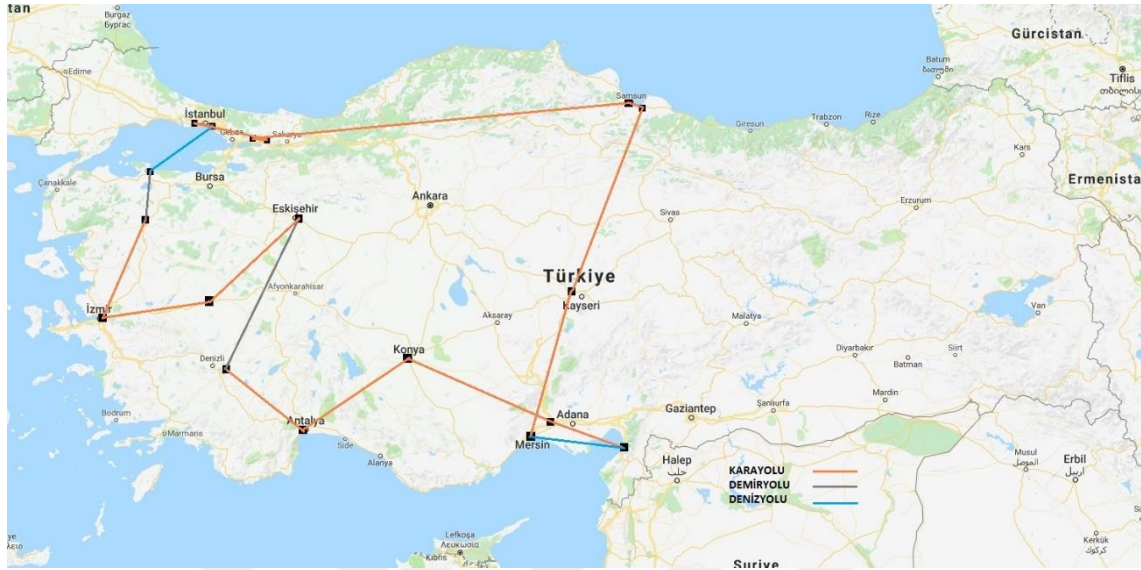 tan
Burgaz
Бургас
Gürcistan
Batum
ბათუმი
Tiflis
თბილისი
Edirne
İstanbul
Gebze
Sakarya
Samsun
Giresun
Trabzon
Rize
Kars
Çanakkale
Bursa
Ermenista
Eskişehir
Ankara
Sivas
Erzurum
Türkiye
Kayseri
Afyonkarahisar
İzmir
Aksaray
Malatya
Van
Konya
Denizli
Diyarbakır
Batman
Siirt
Antalya
Adana
Gaziantep
Şanlıurfa
Mardin
Bodrum
Marmaris
Side
Alanya
Mersin
Halep
حلب
KARAYOLU
DEMİRYOLU
DENİZYOLU
Musul
الموصل
Erbil
اربيل
Lefkoşa
Λευκωσία
Kıbrıs
Kerkük
كركوك
ye
λειο
Suriye